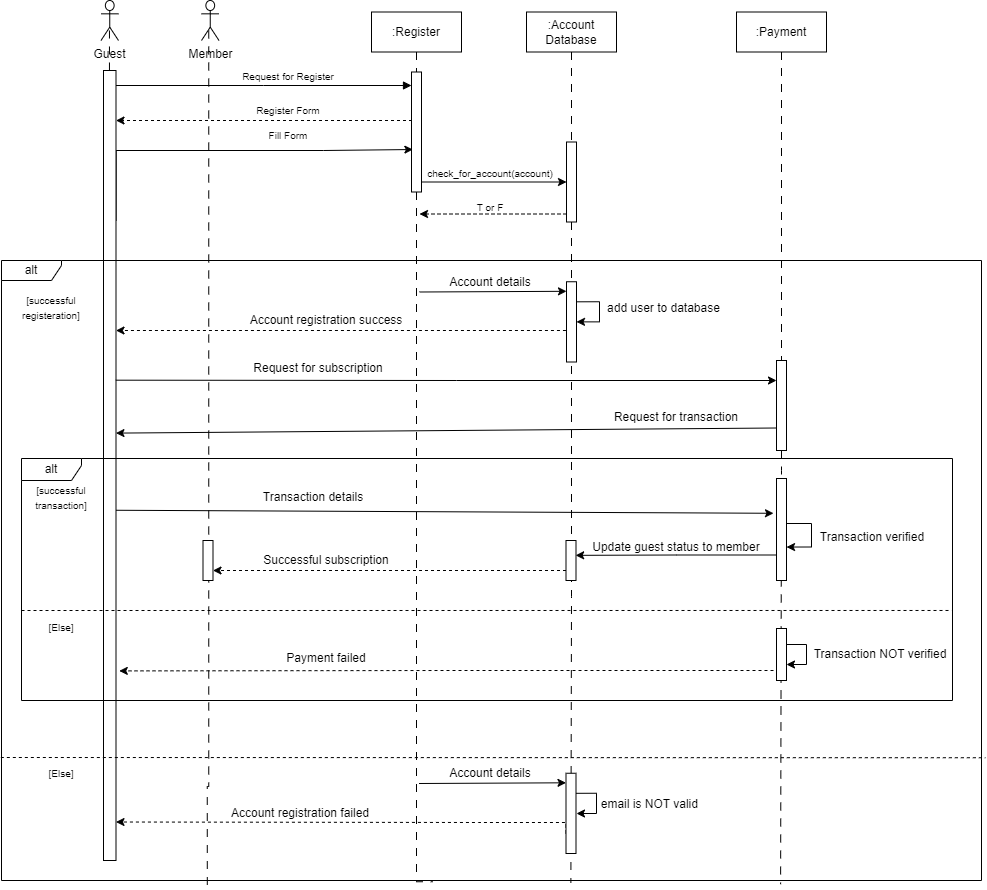 Guest
Member
:Register
:Account
Database
:Payment
Request for Register
Register Form
Fill Form
check_for_account(account)
T or F
alt
[successful
registeration]
Account details
add user to database
Account registration success
Request for subscription
Request for transaction
alt
[successful
transaction]
Transaction details
Transaction verified
Update guest status to member
Successful subscription
[Else]
Transaction NOT verified
Payment failed
[Else]
Account details
email is NOT valid
Account registration failed